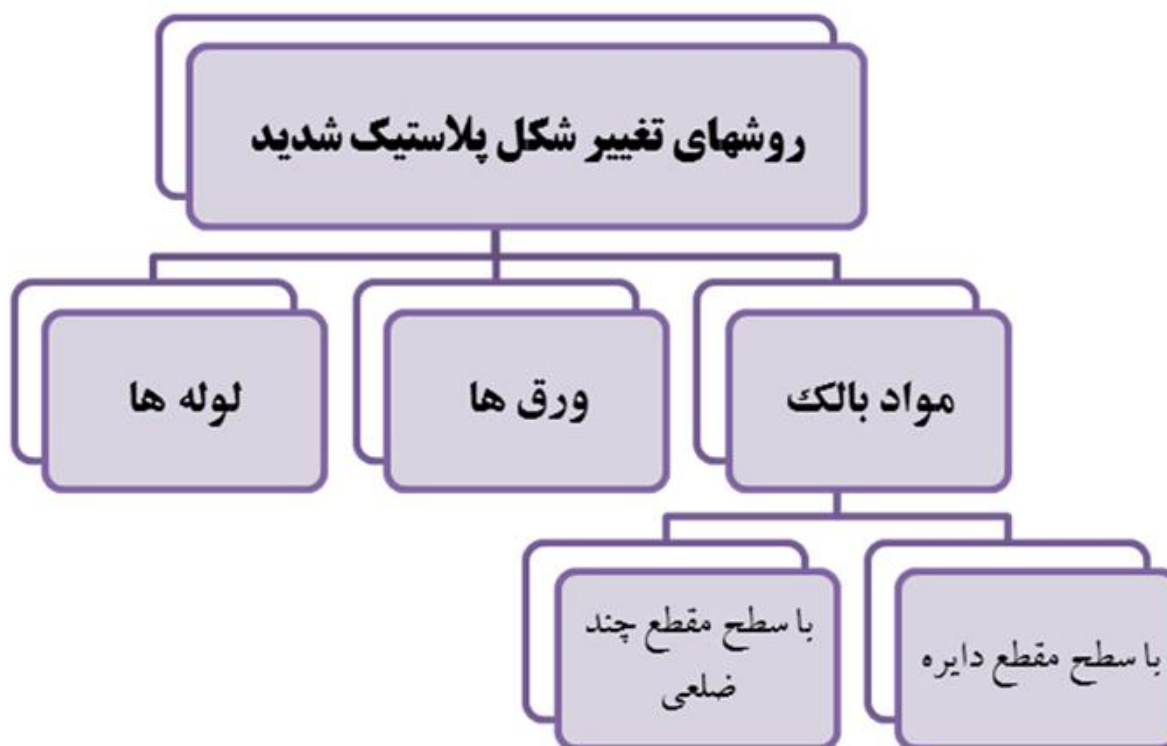 روشهای تغییر شکل پلاستیک شدید
مواد بالک
ورق ها
لوله ها
با سطح مقطع دایره
با سطح مقطع چند
ضلعی